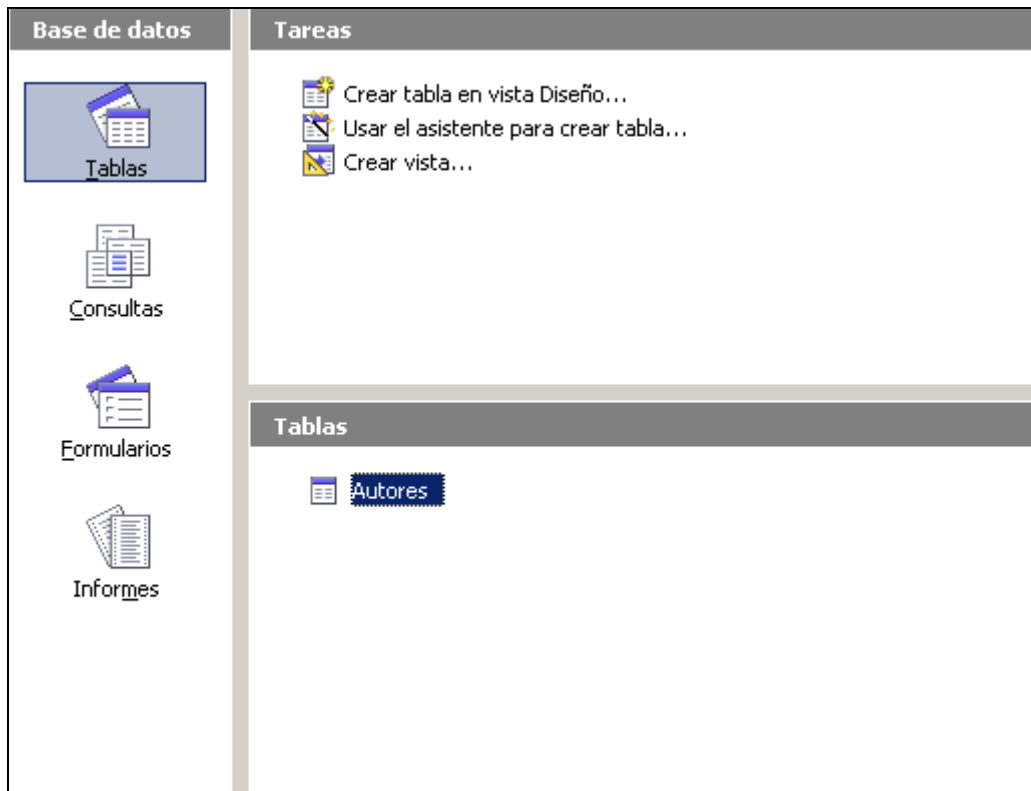 Base de datos
Tablas
Consultas
Formularios
Informes
Tareas
Crear tabla en vista Diseño...
Usar el asistente para crear tabla...
Crear vista...
Tablas
Autores